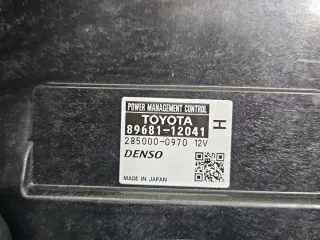 POWER MANAGEMENT CONTROL
TOYOTA
89681-12041 H
285000-0970 12V
DENSO
MADE IN JAPAN